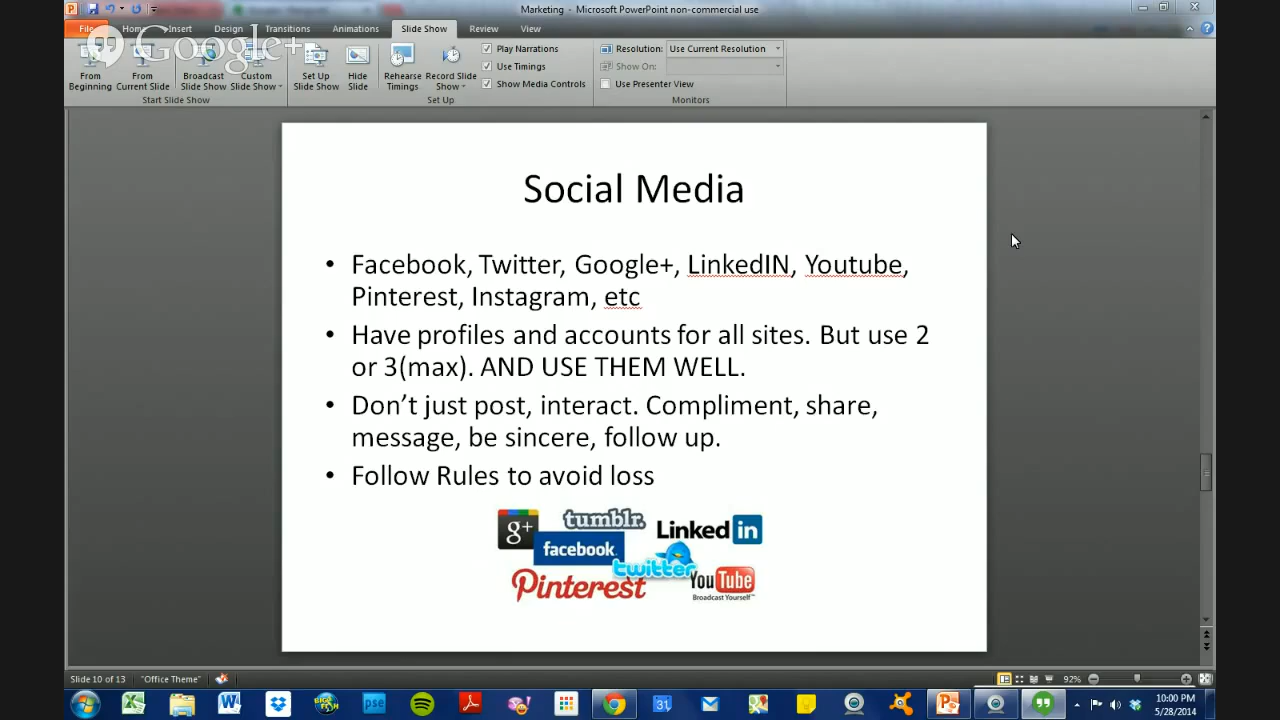 Marketing - Microsoft PowerPoint non-commercial use
File Home Insert Design Transitions Animations Slide Show Review View
Google+
From Beginning
From Current Slide
Broadcast Slide Show
Custom Slide Show
Set Up Slide Show
Hide Slide
Rehearse Timings
Record Slide Show
Play Narrations
Use Timings
Show Media Controls
Resolution: Use Current Resolution
Show On:
Use Presenter View
Start Slide Show
Set Up
Monitors
Social Media
• Facebook, Twitter, Google+, LinkedIN, Youtube,
Pinterest, Instagram, etc
• Have profiles and accounts for all sites. But use 2
or 3(max). AND USE THEM WELL.
• Don’t just post, interact. Compliment, share,
message, be sincere, follow up.
• Follow Rules to avoid loss
g+
tumblr.
Linked in
facebook
twitter
Pinterest
YouTube
Broadcast Yourself™
Slide 10 of 13 "Office Theme" 92%
pse
31
10:00 PM
5/28/2014